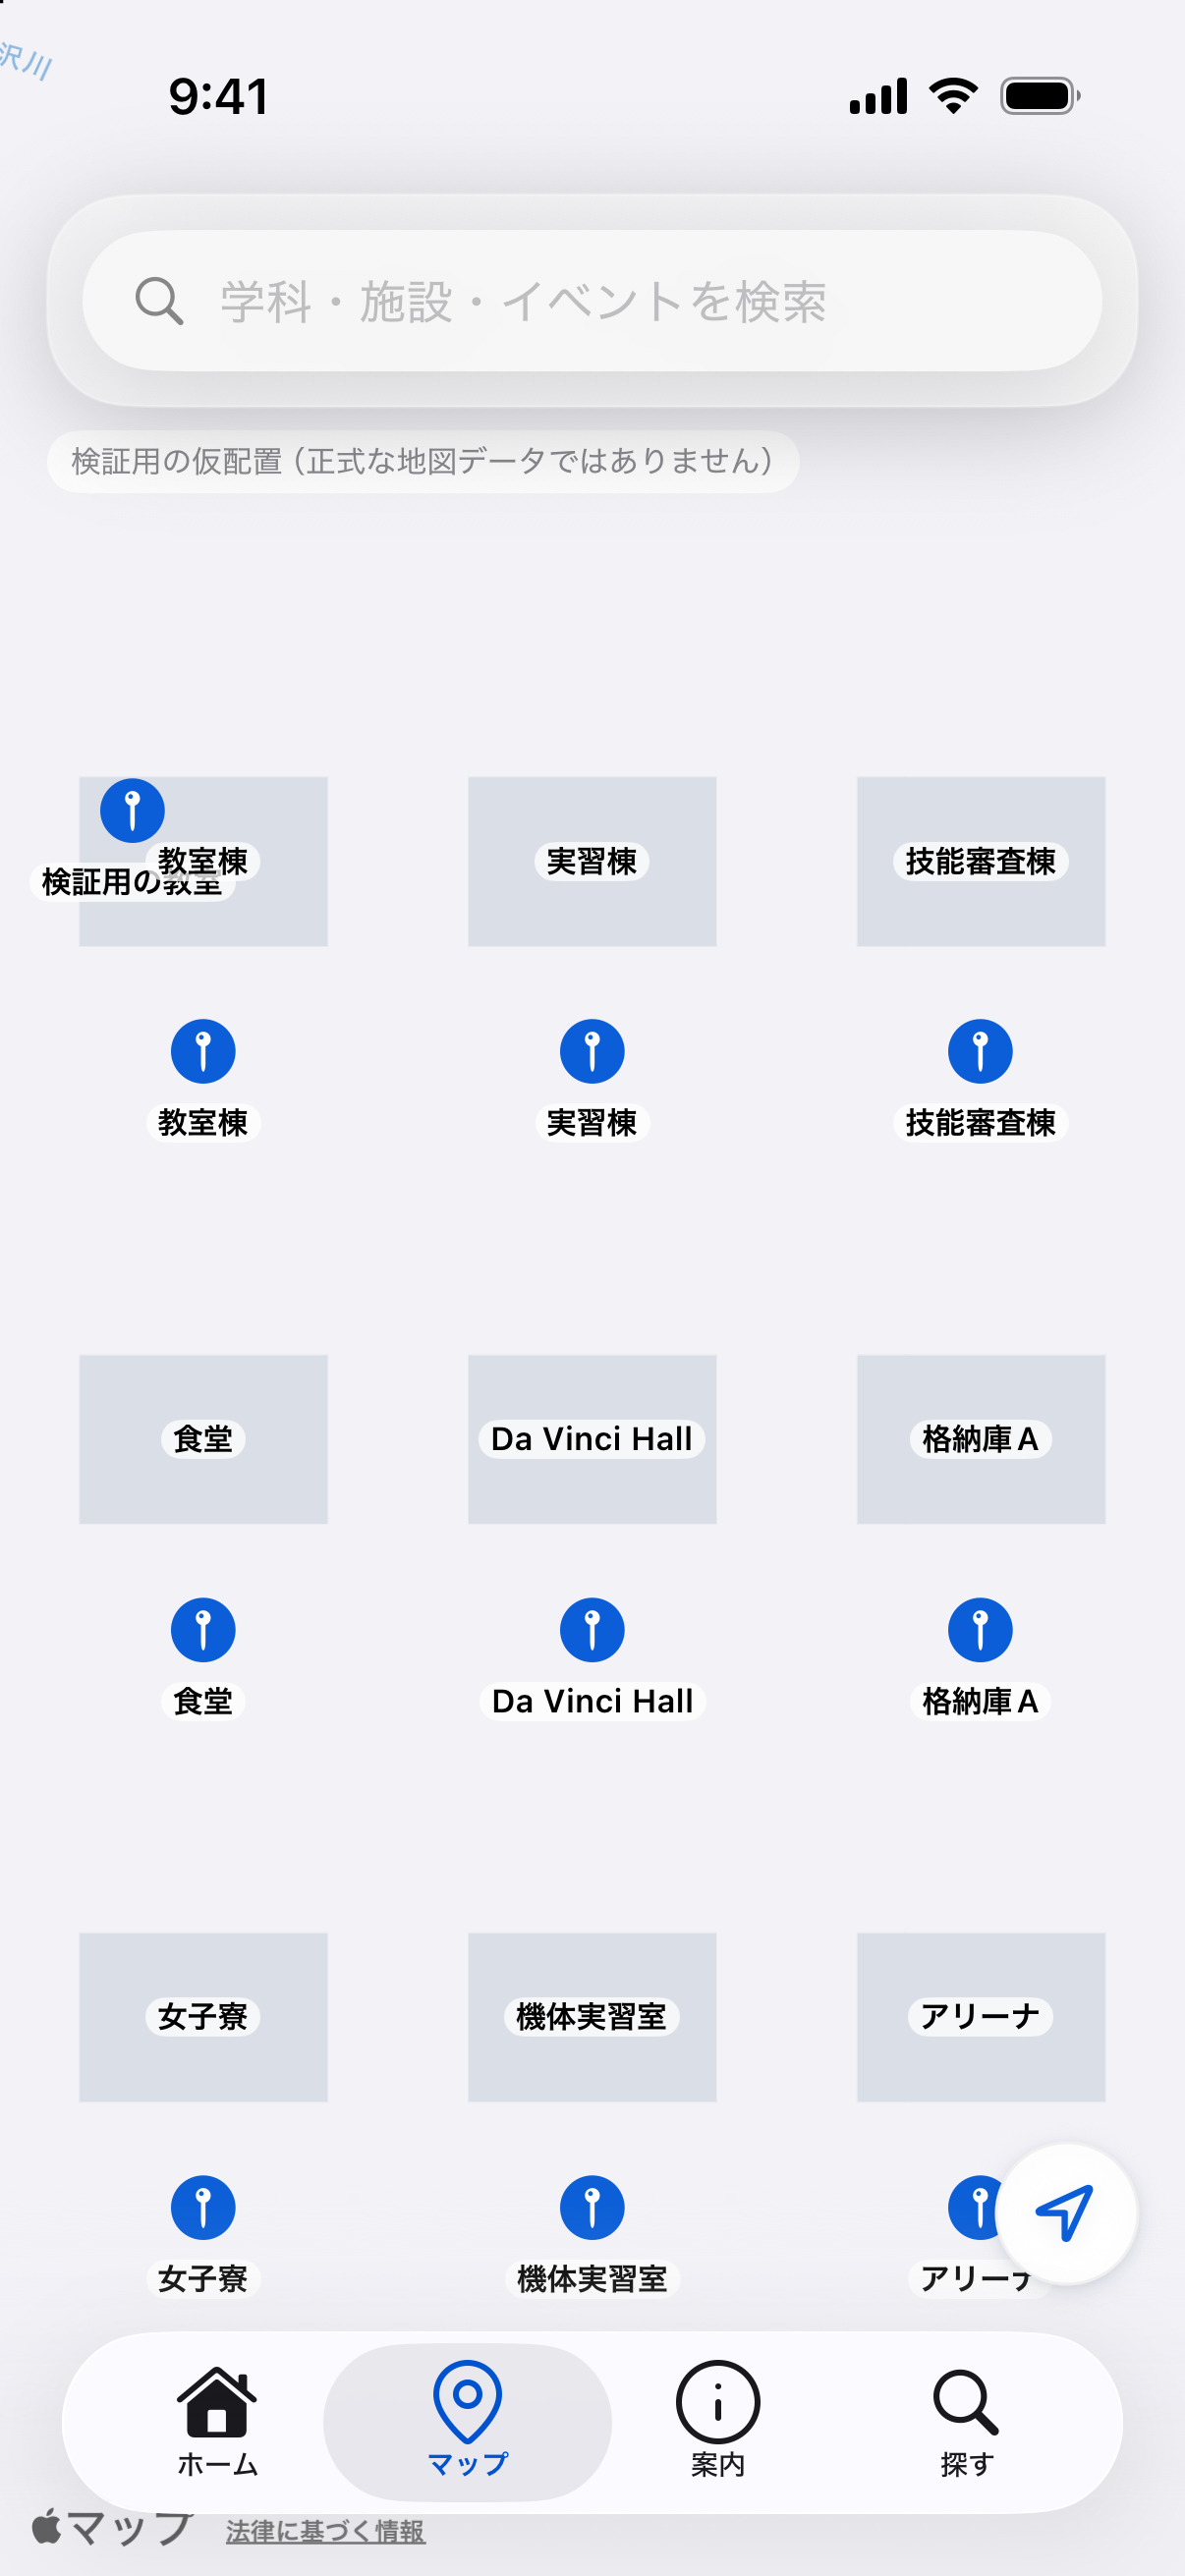 沢川
9:41
学科・施設・イベントを検索
検証用の仮配置（正式な地図データではありません）
教室棟
検証用の教室
実習棟
技能審査棟
教室棟
実習棟
技能審査棟
食堂
Da Vinci Hall
格納庫A
食堂
Da Vinci Hall
格納庫A
女子寮
機体実習室
アリーナ
女子寮
機体実習室
アリーナ
ホーム
マップ
案内
探す
マップ
法律に基づく情報